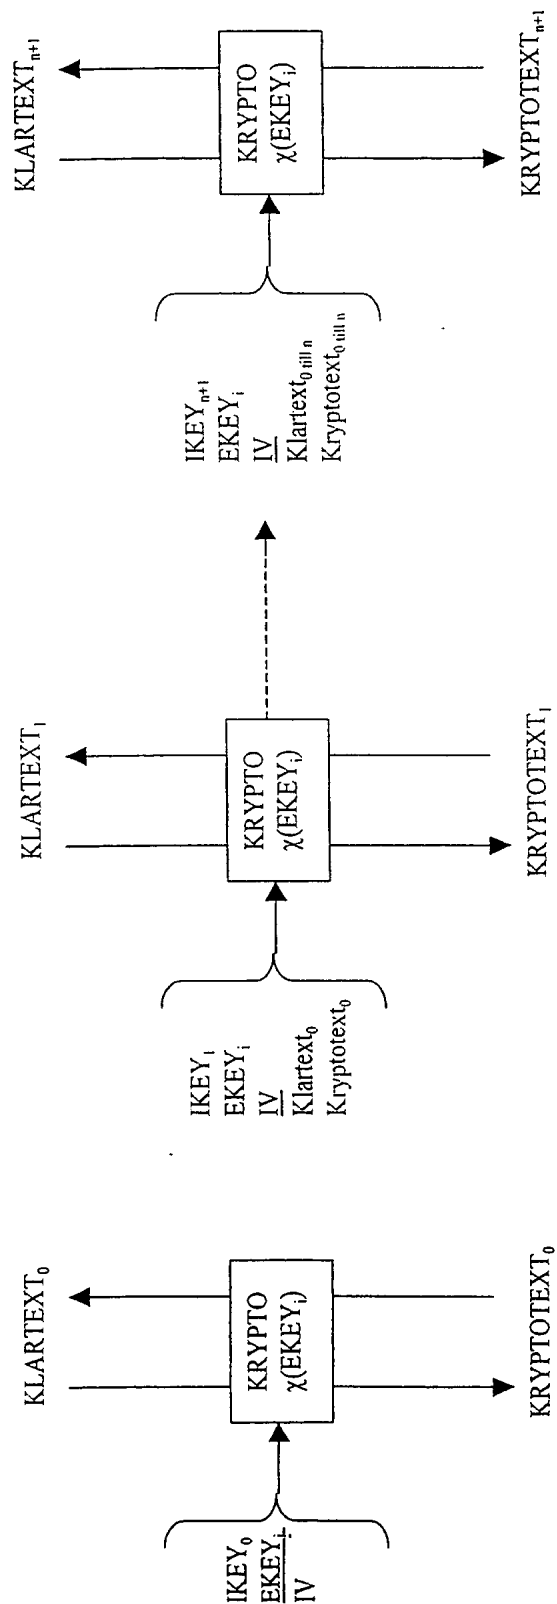 KLARTEXT₀
IKEY₀
EKEYᵢ
IV
KRYPTO
χ(EKEYᵢ)
KRYPTOTEXT₀
KLARTEXT₁
IKEY₁
EKEYᵢ
IV
Klartext₀
Kryptotext₀
KRYPTO
χ(EKEYᵢ)
KRYPTOTEXT₁
KLARTEXTₙ₊₁
IKEYₙ₊₁
EKEYᵢ
IV
Klartext₀ ₜᵢₗₗ ₙ
Kryptotext₀ ₜᵢₗₗ ₙ
KRYPTO
χ(EKEYᵢ)
KRYPTOTEXTₙ₊₁